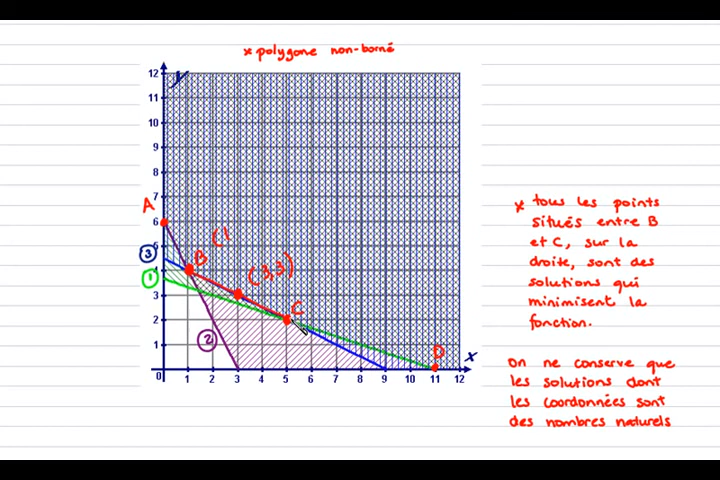 * polygone non-borné
y
12
11
10
9
8
7
6
5
3
2
1
0
1 2 3 4 5 6 7 8 9 10 11 12
x
A
B (1
(3,3)
C
D
③
①
②
* tous les points
situés entre B
et C, sur la
droite, sont des
solutions qui
minimisent la
fonction.
On ne conserve que
les solutions dont
les coordonnées sont
des nombres naturels